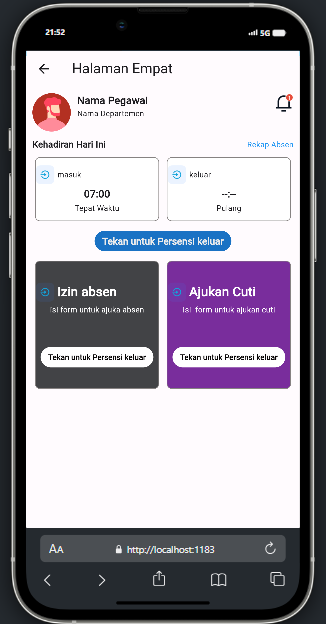 21:52
5G
Halaman Empat
Nama Pegawai
Nama Departemen
1
Kehadiran Hari Ini
Rekap Absen
masuk
keluar
07:00
--:--
Tepat Waktu
Pulang
Tekan untuk Persensi keluar
Izin absen
Ajukan Cuti
Isi form untuk ajuka absen
Isi form untuk ajukan cuti
Tekan untuk Persensi keluar
Tekan untuk Persensi keluar
AA
http://localhost:1183